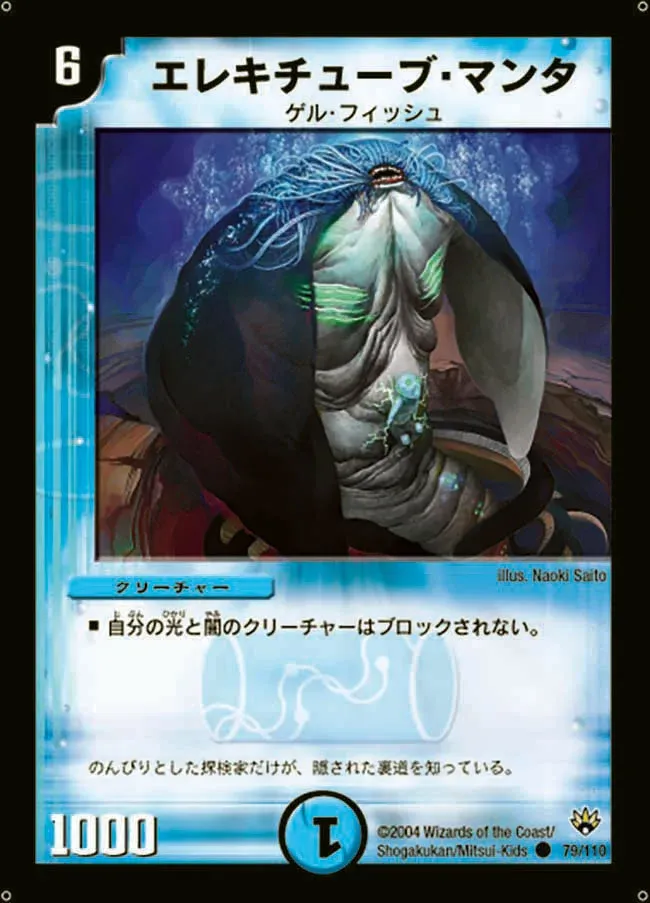 6
エレキチューブ・マンタ
ゲル・フィッシュ
illus. Naoki Saito
クリーチャー
■ 自分の光と闇のクリーチャーはブロックされない。
のんびりとした探検家だけが、隠された裏道を知っている。
1000
1
©2004 Wizards of the Coast/
Shogakukan/Mitsui-Kids ● 79/110